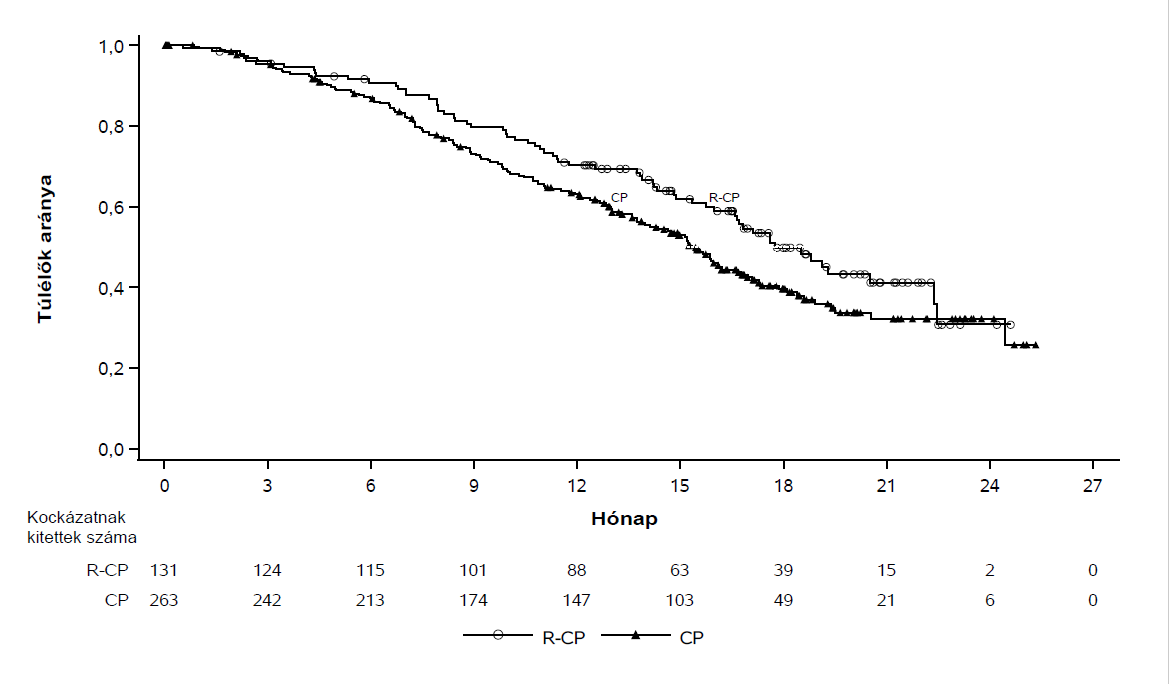 1,0
0,8
0,6
0,4
0,2
0,0
Túlélők aránya
CP
R-CP
0 3 6 9 12 15 18 21 24 27
Hónap
Kockázatnak
kitettek száma
R-CP 131 124 115 101 88 63 39 15 2 0
CP 263 242 213 174 147 103 49 21 6 0
R-CP CP